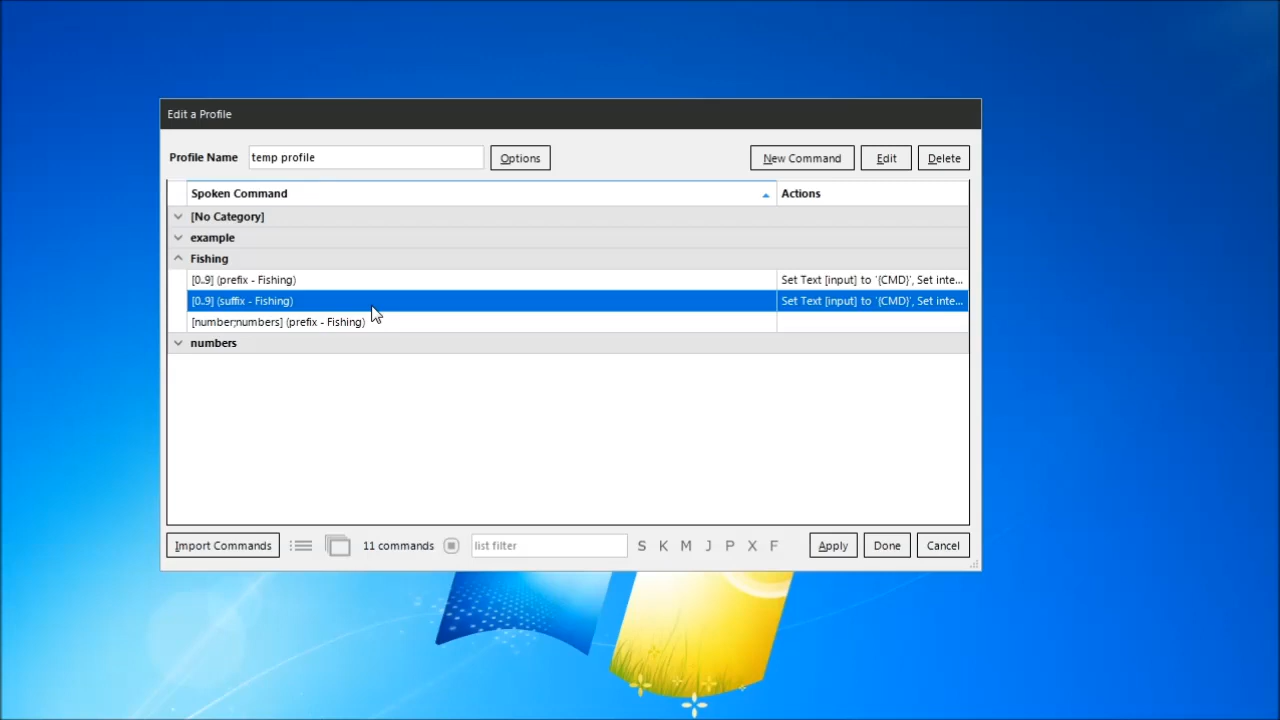 Edit a Profile
Profile Name temp profile Options New Command Edit Delete
Spoken Command Actions
[No Category]
example
Fishing
[0..9] (prefix - Fishing) Set Text [input] to '{CMD}', Set inte...
[0..9] (suffix - Fishing) Set Text [input] to '{CMD}', Set inte...
[number;numbers] (prefix - Fishing)
numbers
Import Commands 11 commands list filter S K M J P X F Apply Done Cancel